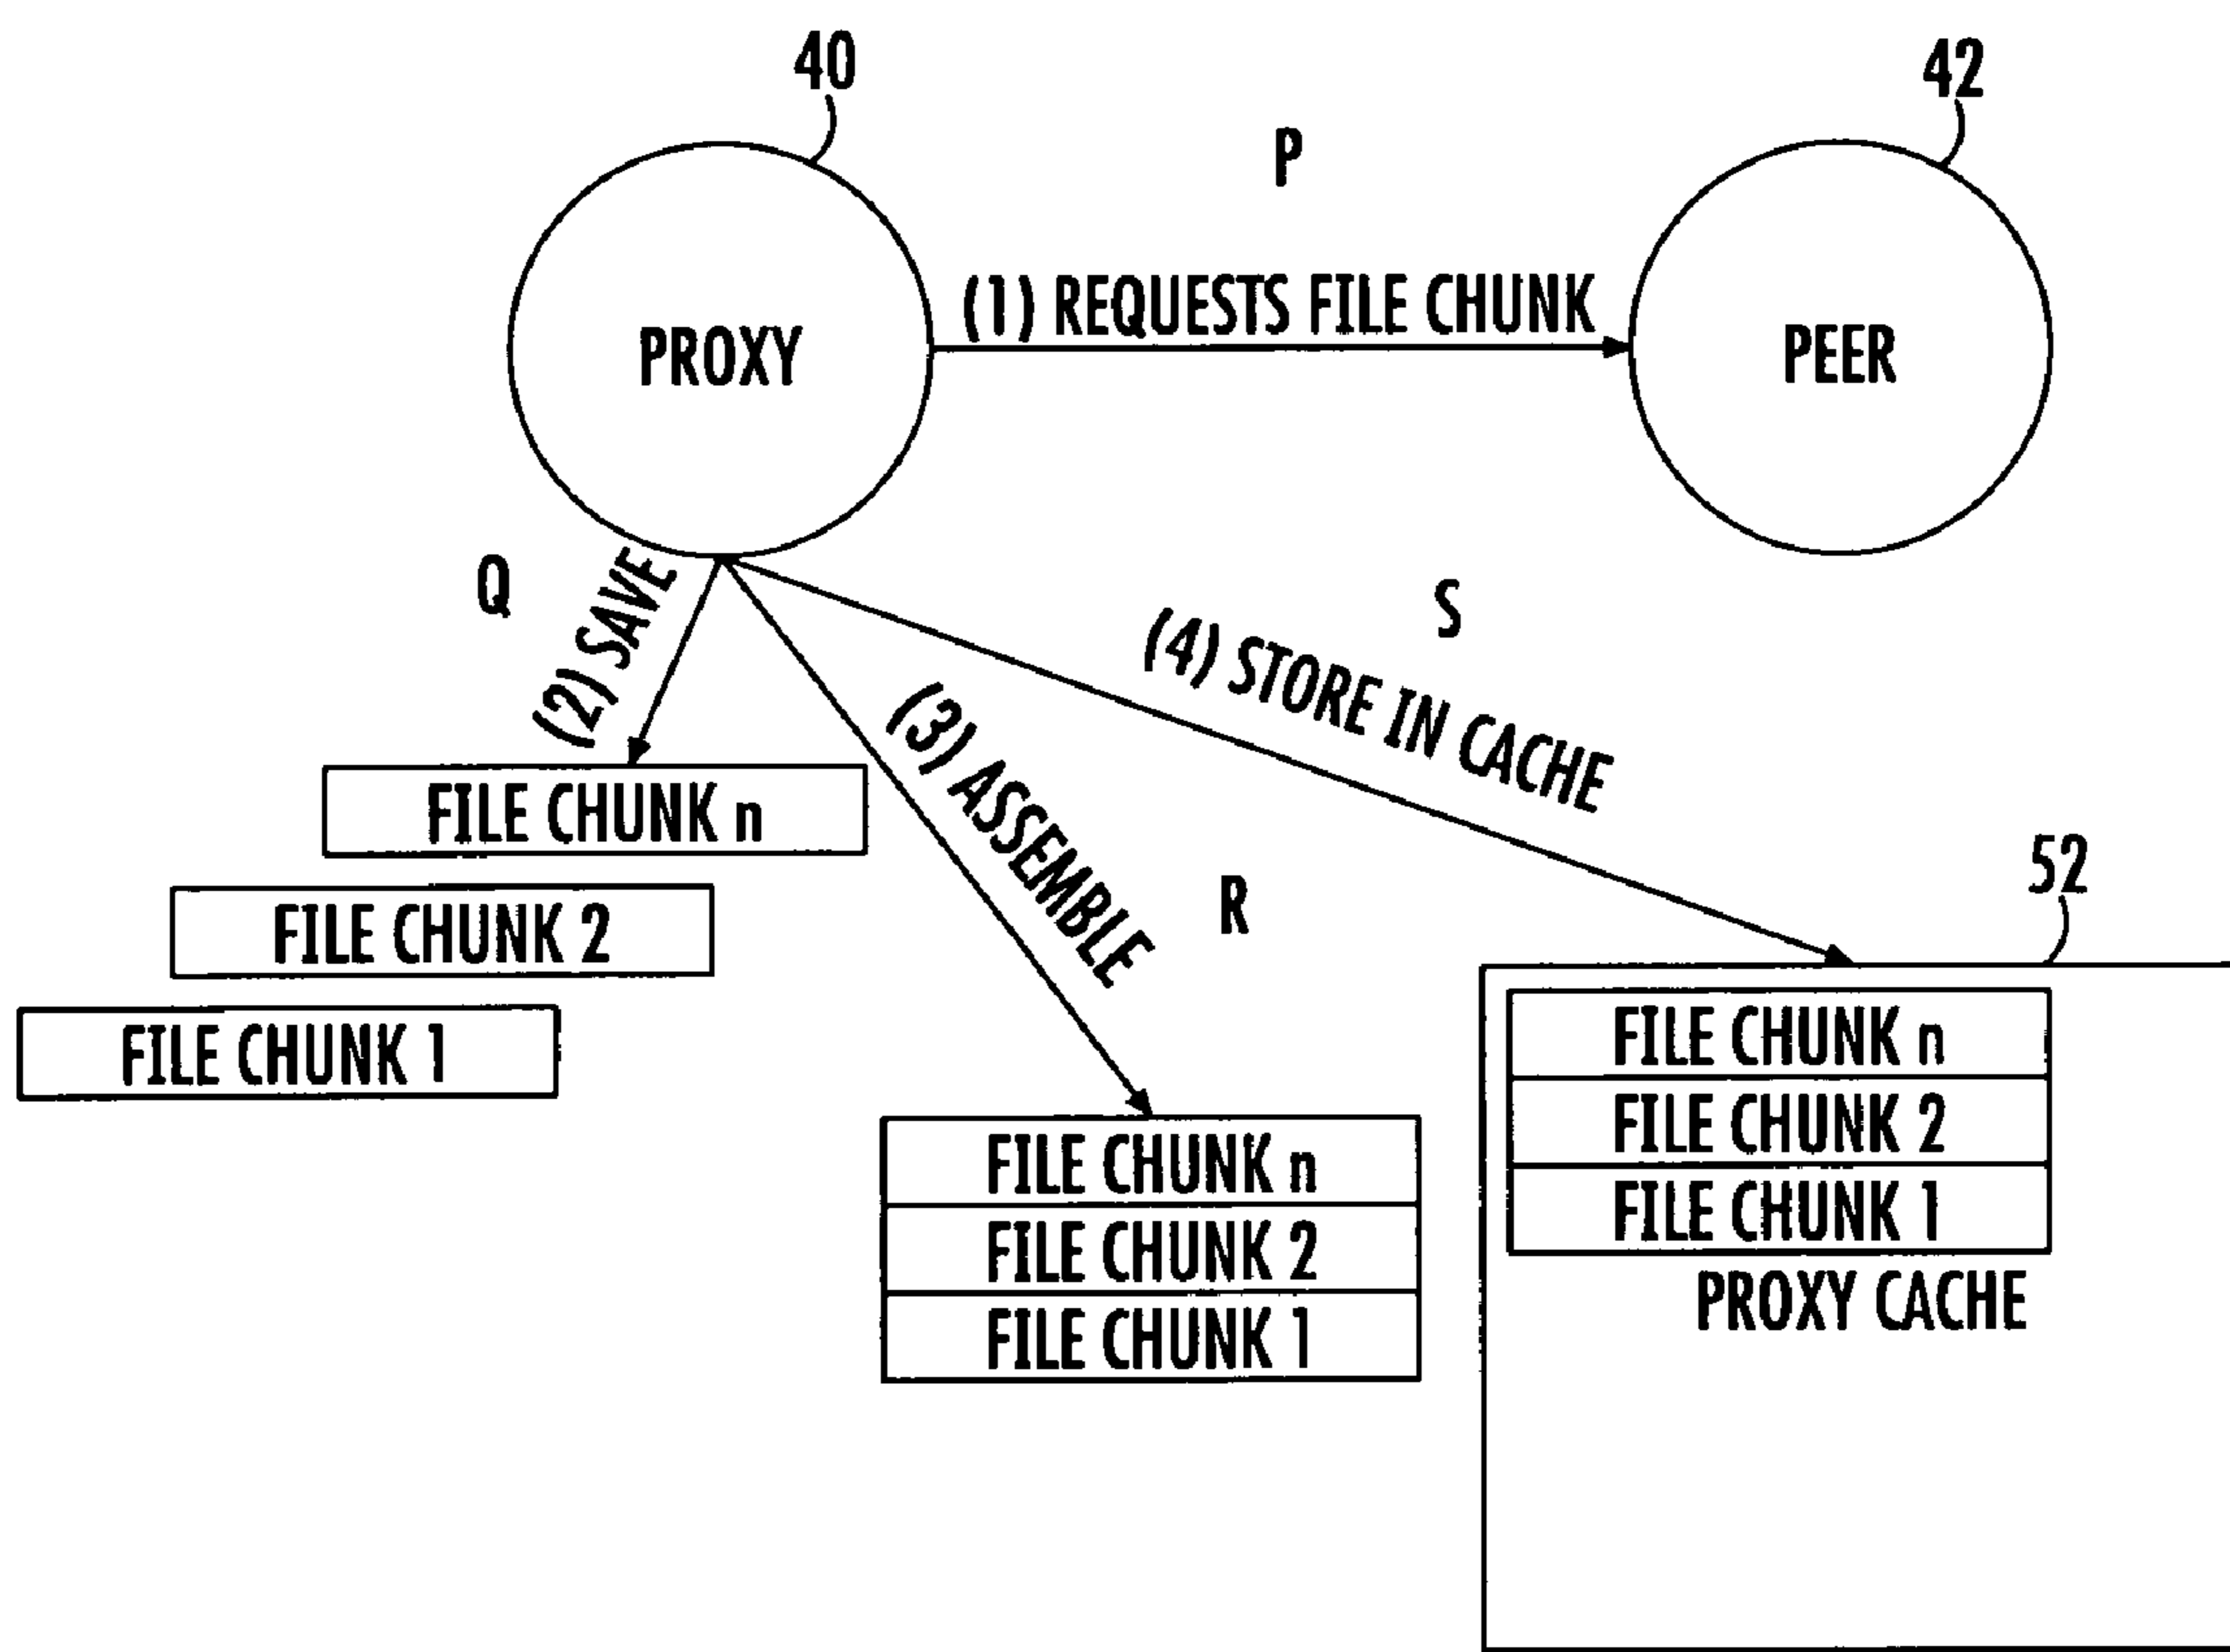 40
42
P
(1) REQUESTS FILE CHUNK
PROXY
PEER
Q
(2) SAVE
S
(4) STORE IN CACHE
(3) ASSEMBLE
R
FILE CHUNK n
FILE CHUNK 2
FILE CHUNK 1
52
FILE CHUNK n
FILE CHUNK 2
FILE CHUNK 1
FILE CHUNK n
FILE CHUNK 2
FILE CHUNK 1
PROXY CACHE